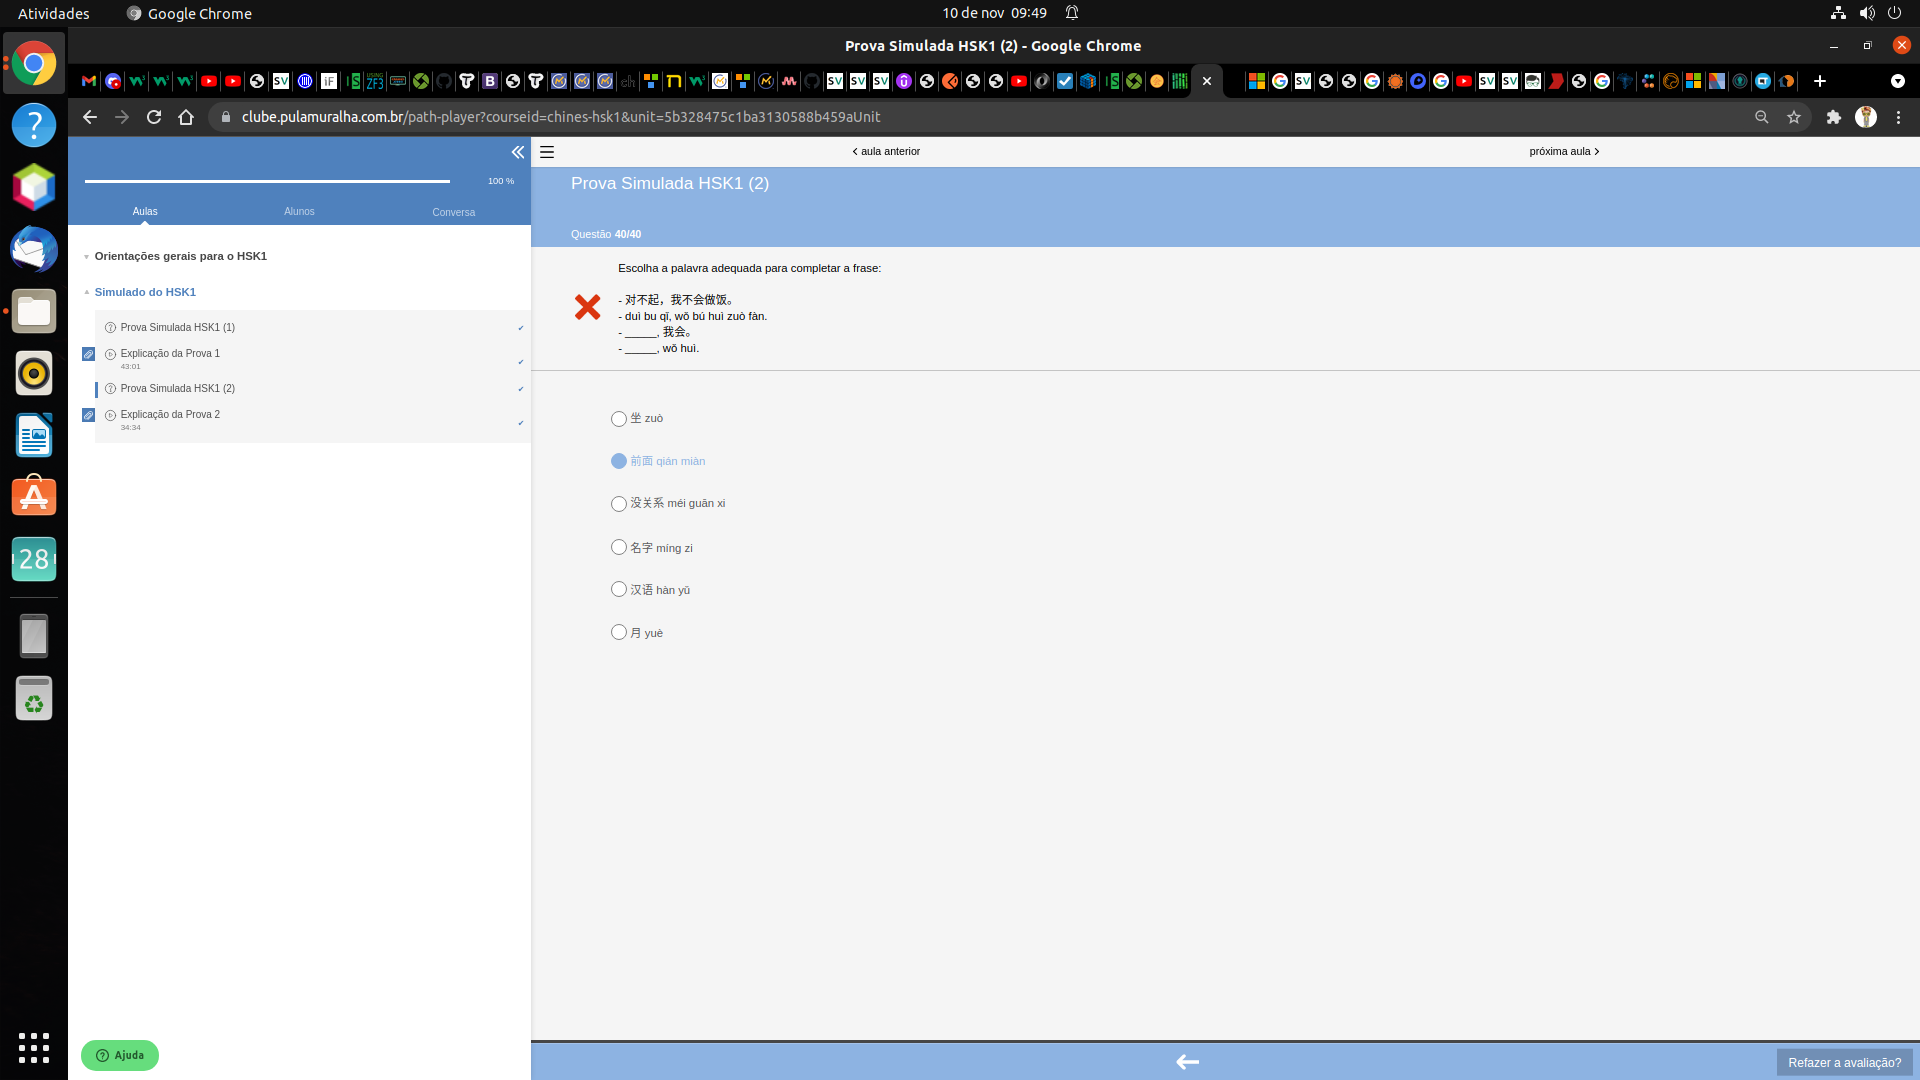 Atividades
Google Chrome
10 de nov 09:49
Prova Simulada HSK1 (2) - Google Chrome
clube.pulamuralha.com.br/path-player?courseid=chines-hsk1&unit=5b328475c1ba3130588b459aUnit
aula anterior
próxima aula
100 %
Aulas
Alunos
Conversa
Orientações gerais para o HSK1
Simulado do HSK1
Prova Simulada HSK1 (1)
Explicação da Prova 1
43:01
Prova Simulada HSK1 (2)
Explicação da Prova 2
34:34
Prova Simulada HSK1 (2)
Questão 40/40
Escolha a palavra adequada para completar a frase:
- 对不起，我不会做饭。
- duì bu qǐ, wǒ bú huì zuò fàn.
- _____, 我会。
- _____, wǒ huì.
坐 zuò
前面 qián miàn
没关系 méi guān xi
名字 míng zi
汉语 hàn yǔ
月 yuè
28
Ajuda
Refazer a avaliação?